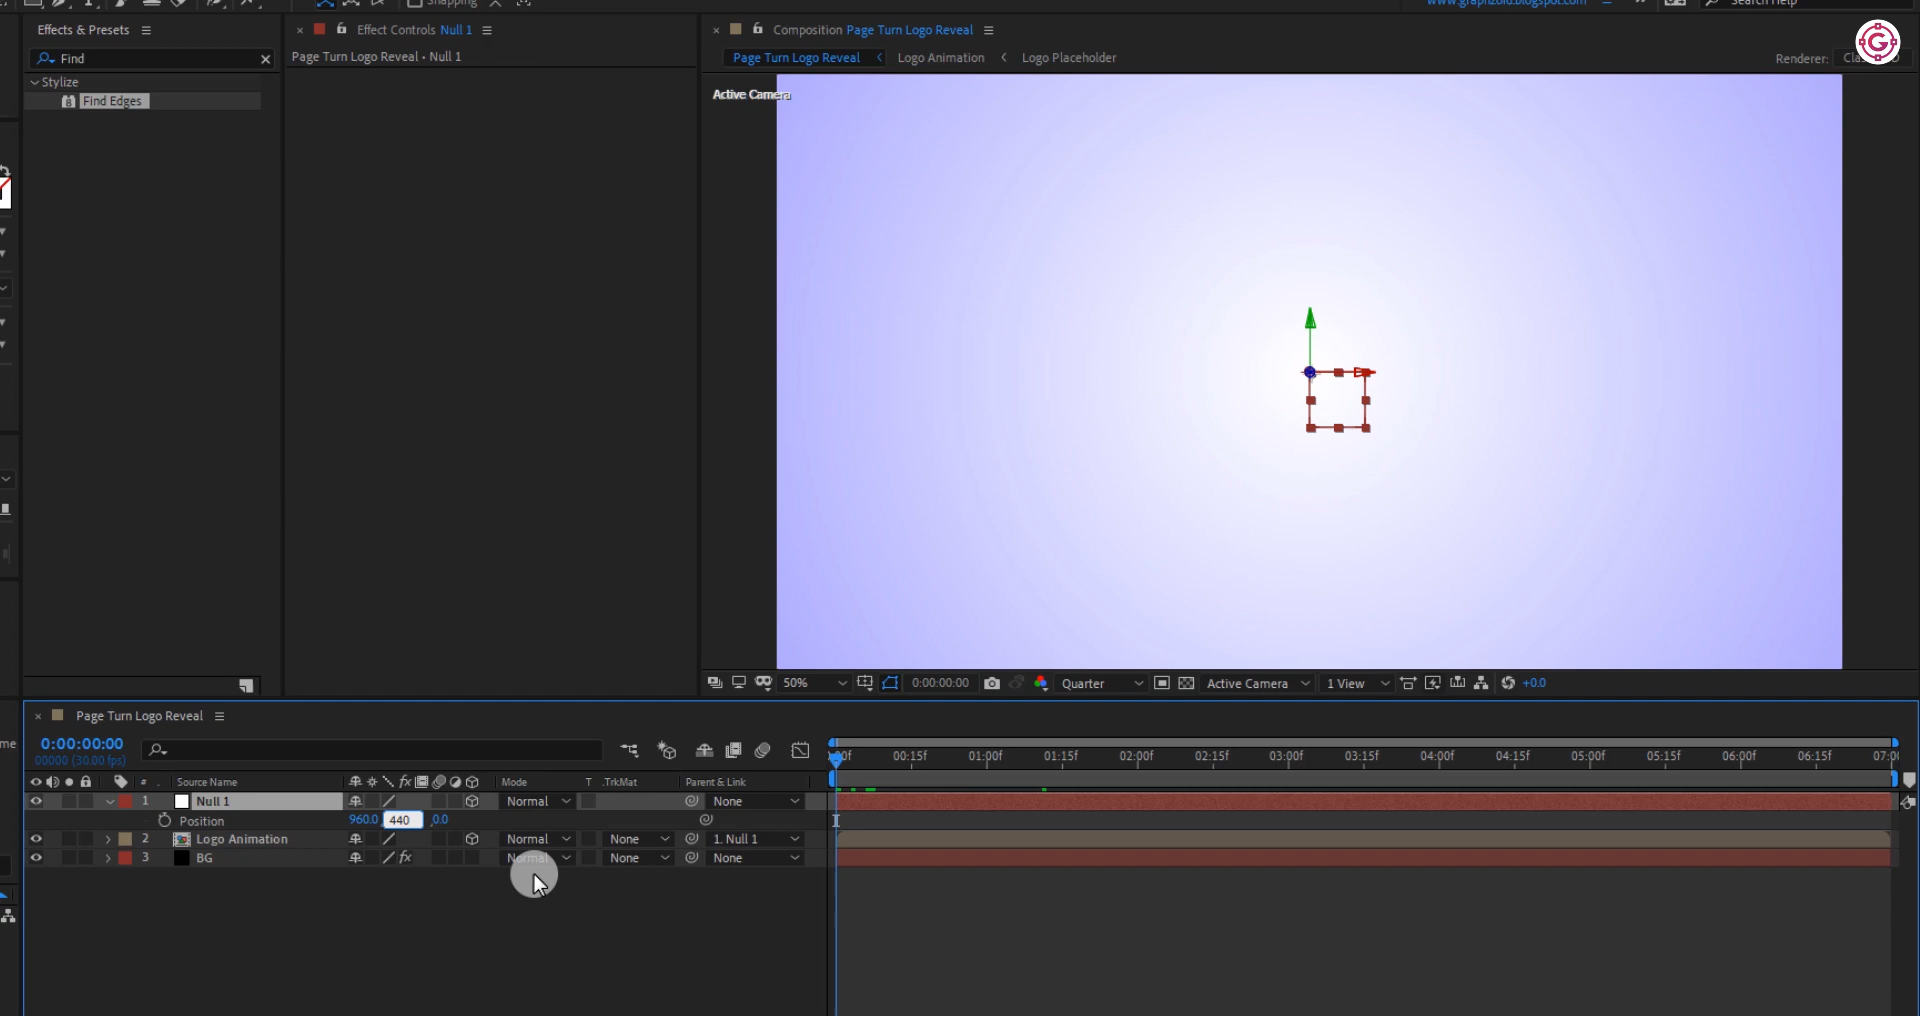 Snapping
www.graphzoid.blogspot.com
Search Help
Effects & Presets
Effect Controls Null 1
Composition Page Turn Logo Reveal
Find
Page Turn Logo Reveal • Null 1
Page Turn Logo Reveal
Logo Animation
Logo Placeholder
Renderer:
Stylize
Find Edges
Active Camera
50%
0:00:00:00
Quarter
Active Camera
1 View
+0.0
Page Turn Logo Reveal
0:00:00:00
00000 (30.00 fps)
:00f 00:15f 01:00f 01:15f 02:00f 02:15f 03:00f 03:15f 04:00f 04:15f 05:00f 05:15f 06:00f 06:15f 07:0
# . Source Name fx Mode T .TrkMat Parent & Link
1 Null 1 Normal None
Position 960.0, 440 ,0.0
2 Logo Animation Normal None 1. Null 1
3 BG fx Normal None None